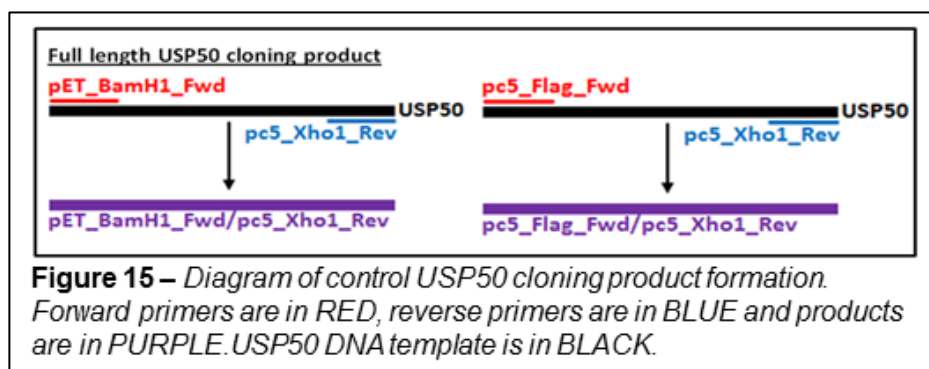 Full length USP50 cloning product
pET_BamH1_Fwd
USP50
pc5_Xho1_Rev
pET_BamH1_Fwd/pc5_Xho1_Rev
pc5_Flag_Fwd
USP50
pc5_Xho1_Rev
pc5_Flag_Fwd/pc5_Xho1_Rev
Figure 15 – Diagram of control USP50 cloning product formation.
Forward primers are in RED, reverse primers are in BLUE and products
are in PURPLE.USP50 DNA template is in BLACK.